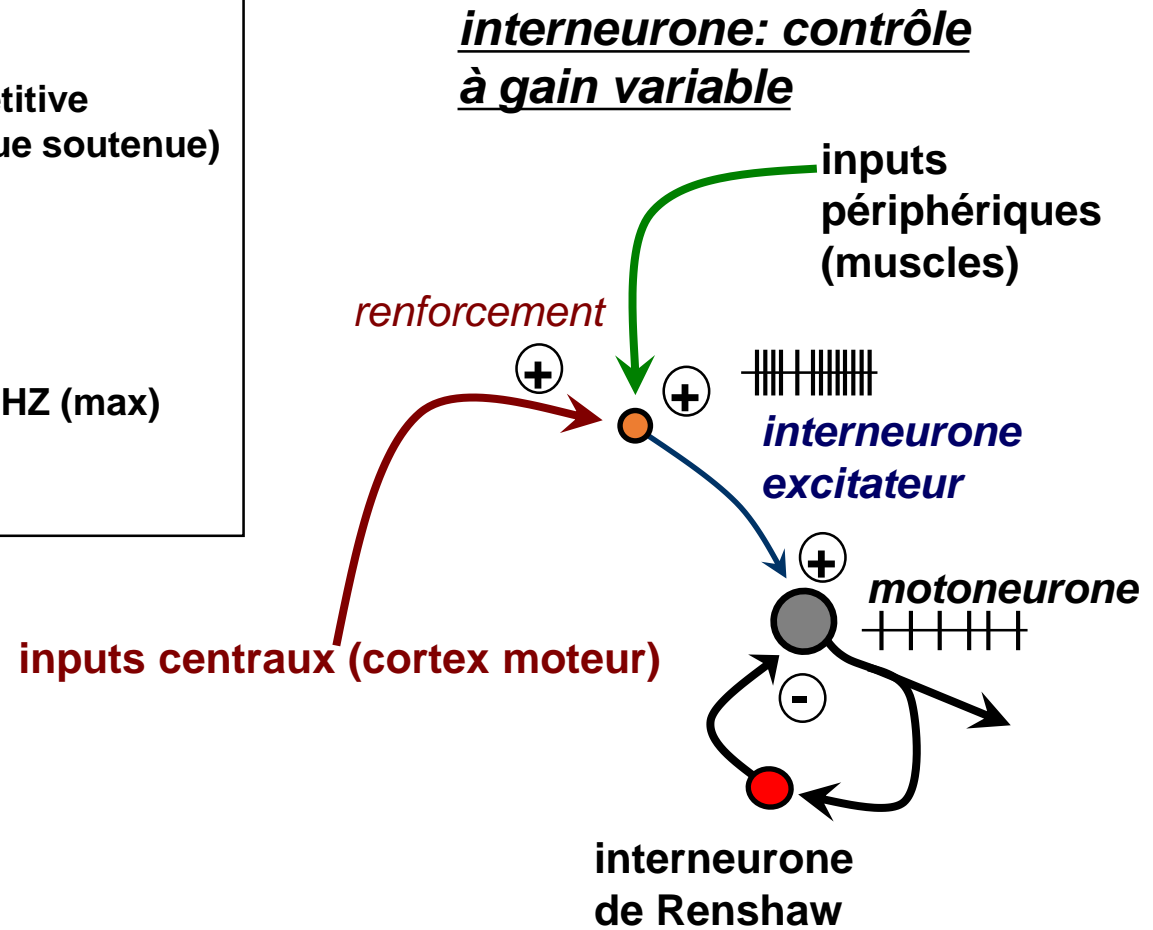 interneurone: contrôle
à gain variable
ue soutenue)
inputs
périphériques
(muscles)
renforcement
+
+
HZ (max)
interneurone
excitateur
+
motoneurone
inputs centraux (cortex moteur)
-
interneurone
de Renshaw